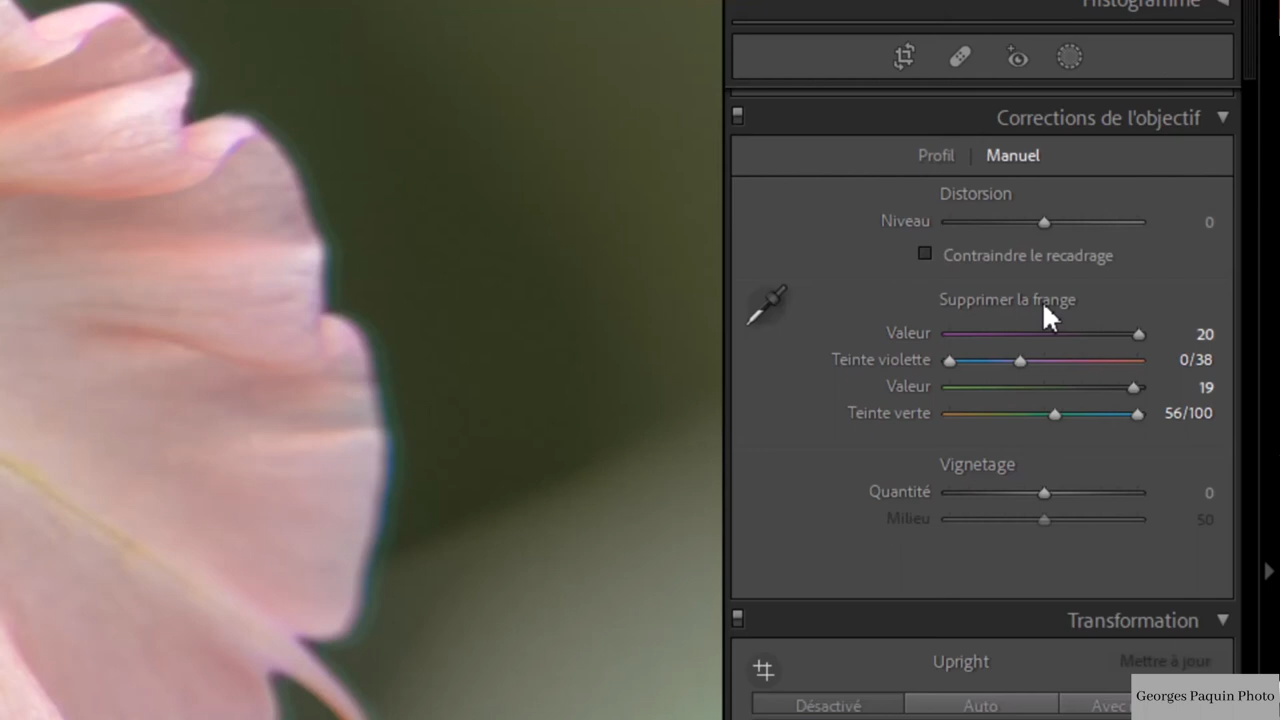 Histogramme
Corrections de l'objectif
Profil | Manuel
Distorsion
Niveau 0
Contraindre le recadrage
Supprimer la frange
Valeur 20
Teinte violette 0/38
Valeur 19
Teinte verte 56/100
Vignetage
Quantité 0
Milieu 50
Transformation
Upright Mettre à jour
Désactivé Auto Avec
Georges Paquin Photo